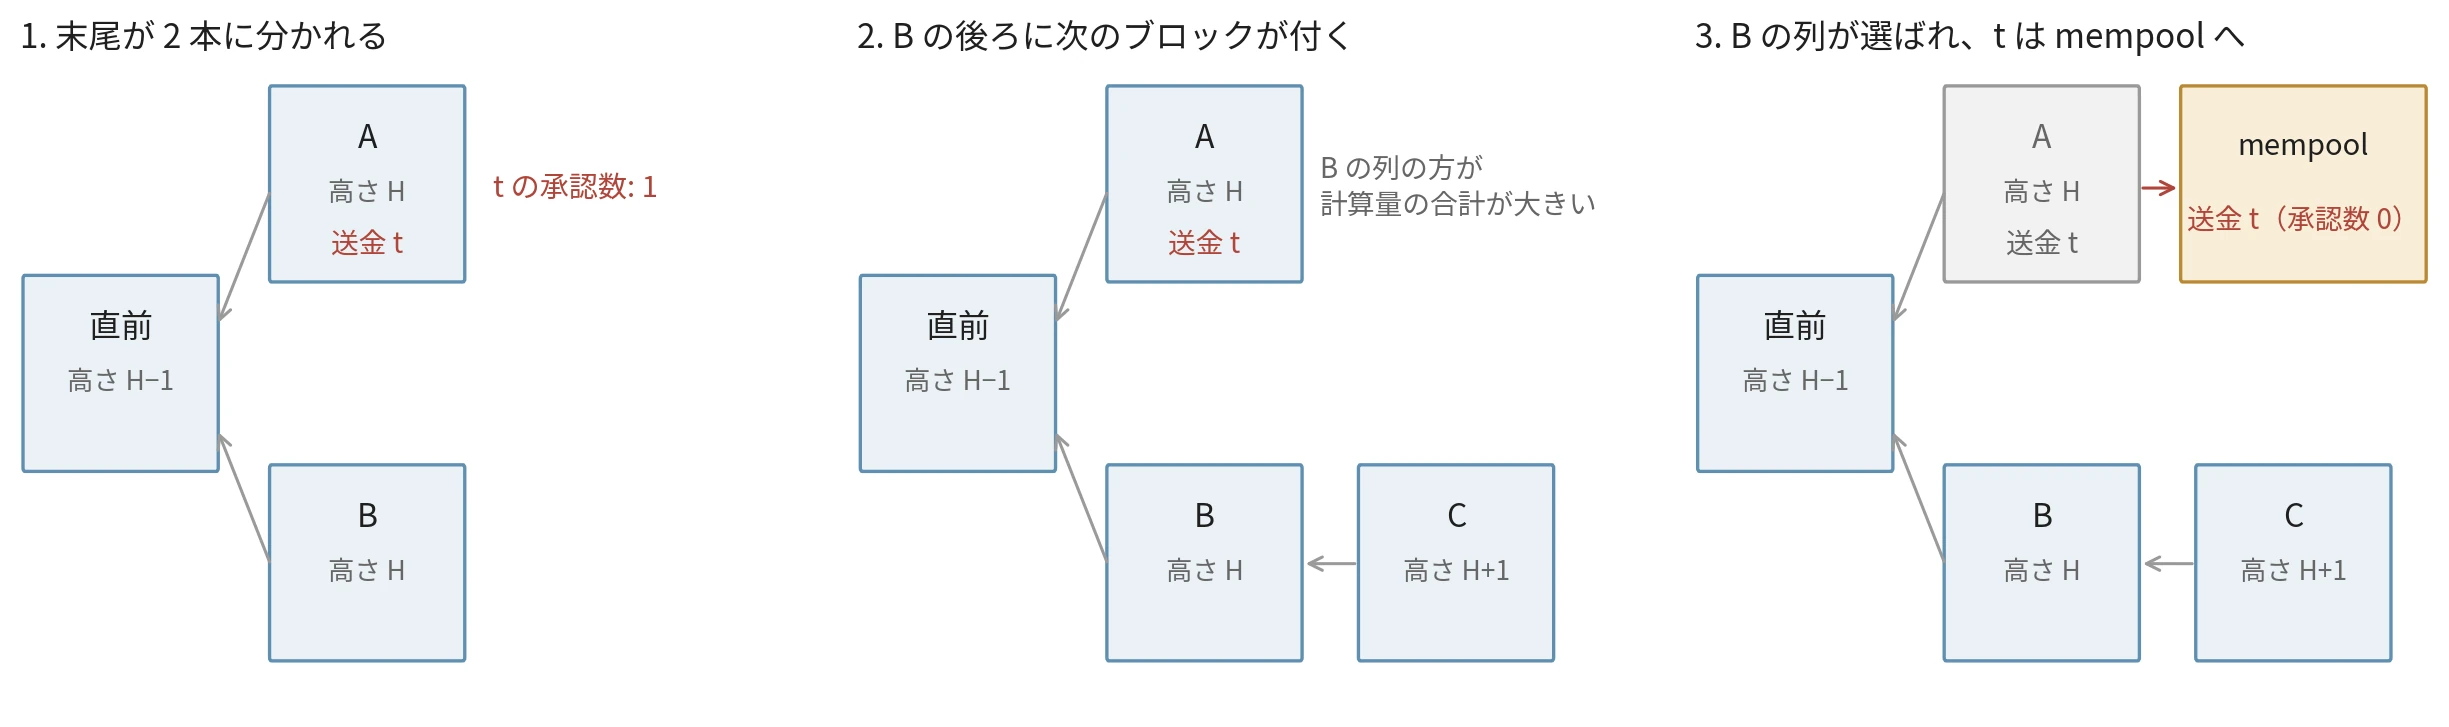 1. 末尾が 2 本に分かれる
A
高さ H
送金 t
t の承認数: 1
直前
高さ H−1
B
高さ H
2. B の後ろに次のブロックが付く
A
高さ H
送金 t
B の列の方が
計算量の合計が大きい
直前
高さ H−1
B
高さ H
C
高さ H+1
3. B の列が選ばれ、t は mempool へ
A
高さ H
送金 t
mempool
送金 t（承認数 0）
直前
高さ H−1
B
高さ H
C
高さ H+1